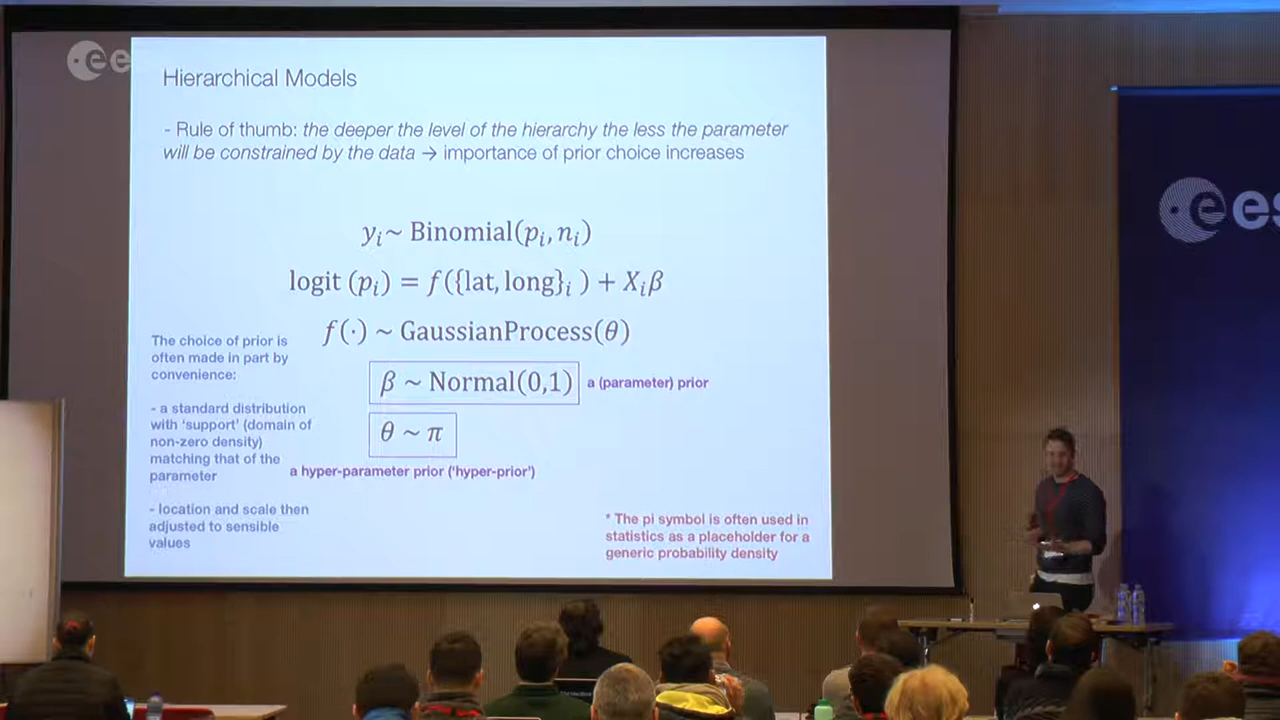 ee
Hierarchical Models
- Rule of thumb: the deeper the level of the hierarchy the less the parameter
will be constrained by the data → importance of prior choice increases
yᵢ~ Binomial(pᵢ, nᵢ)
logit (pᵢ) = f({lat, long}ᵢ ) + Xᵢβ
f(·) ~ GaussianProcess(θ)
β ~ Normal(0,1)
a (parameter) prior
θ ~ π
a hyper-parameter prior ('hyper-prior')
The choice of prior is
often made in part by
convenience:
- a standard distribution
with 'support' (domain of
non-zero density)
matching that of the
parameter
- location and scale then
adjusted to sensible
values
* The pi symbol is often used in
statistics as a placeholder for a
generic probability density
es